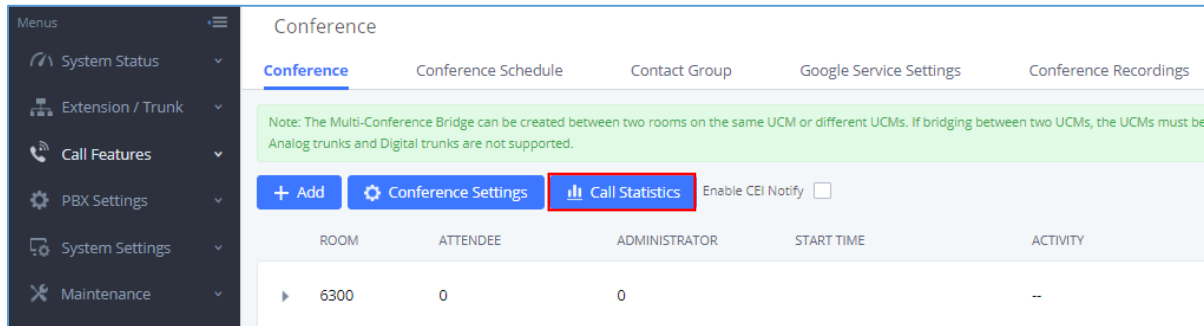 Menus
System Status
Extension / Trunk
Call Features
PBX Settings
System Settings
Maintenance
Conference
Conference Conference Schedule Contact Group Google Service Settings Conference Recordings
Note: The Multi-Conference Bridge can be created between two rooms on the same UCM or different UCMs. If bridging between two UCMs, the UCMs must be
Analog trunks and Digital trunks are not supported.
+ Add Conference Settings Call Statistics Enable CEI Notify
ROOM ATTENDEE ADMINISTRATOR START TIME ACTIVITY
6300 0 0 --